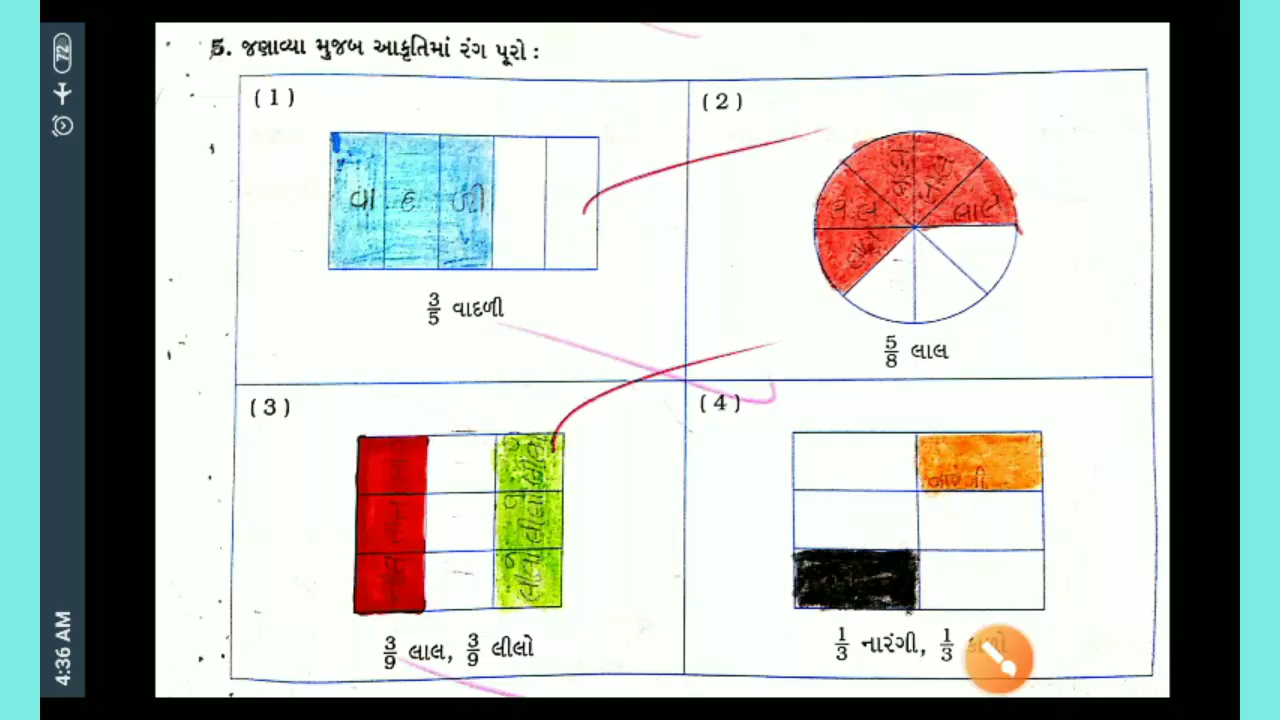 72
4:36 AM
5. જણાવ્યા મુજબ આકૃતિમાં રંગ પૂરો :
(1)
વા દ ળી
3/5 વાદળી
(2)
લાલ
5/8 લાલ
(3)
3/9 લાલ, 3/9 લીલો
(4)
નારંગી
1/3 નારંગી, 1/3 કાળો